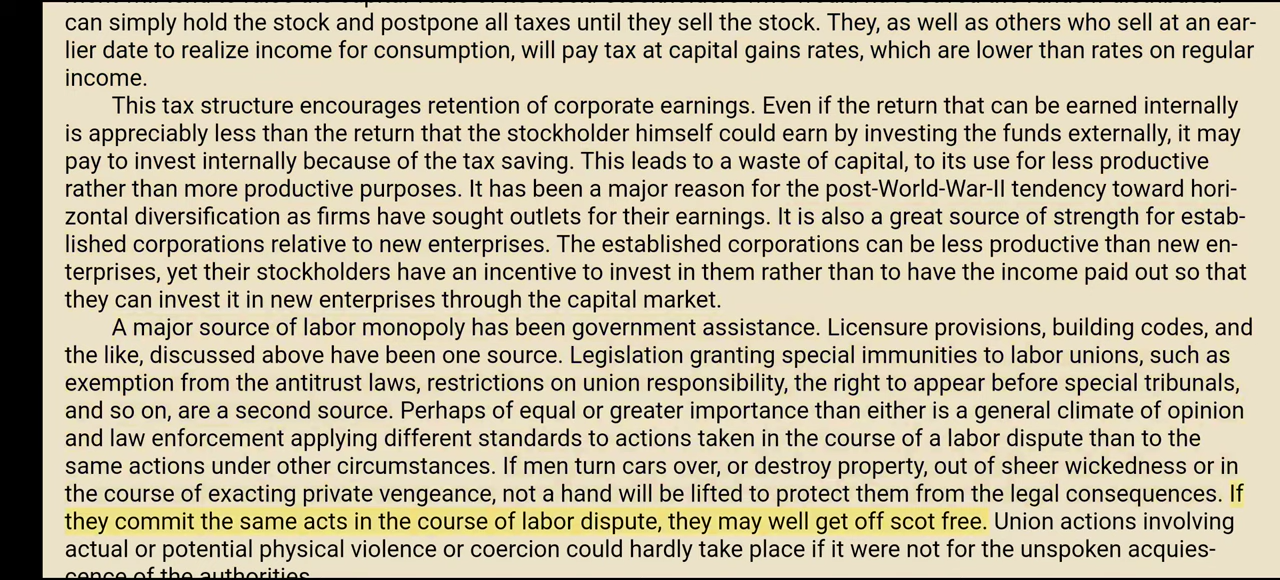 can simply hold the stock and postpone all taxes until they sell the stock. They, as well as others who sell at an ear-
lier date to realize income for consumption, will pay tax at capital gains rates, which are lower than rates on regular
income.
This tax structure encourages retention of corporate earnings. Even if the return that can be earned internally
is appreciably less than the return that the stockholder himself could earn by investing the funds externally, it may
pay to invest internally because of the tax saving. This leads to a waste of capital, to its use for less productive
rather than more productive purposes. It has been a major reason for the post-World-War-II tendency toward hori-
zontal diversification as firms have sought outlets for their earnings. It is also a great source of strength for estab-
lished corporations relative to new enterprises. The established corporations can be less productive than new en-
terprises, yet their stockholders have an incentive to invest in them rather than to have the income paid out so that
they can invest it in new enterprises through the capital market.
A major source of labor monopoly has been government assistance. Licensure provisions, building codes, and
the like, discussed above have been one source. Legislation granting special immunities to labor unions, such as
exemption from the antitrust laws, restrictions on union responsibility, the right to appear before special tribunals,
and so on, are a second source. Perhaps of equal or greater importance than either is a general climate of opinion
and law enforcement applying different standards to actions taken in the course of a labor dispute than to the
same actions under other circumstances. If men turn cars over, or destroy property, out of sheer wickedness or in
the course of exacting private vengeance, not a hand will be lifted to protect them from the legal consequences. If
they commit the same acts in the course of labor dispute, they may well get off scot free. Union actions involving
actual or potential physical violence or coercion could hardly take place if it were not for the unspoken acquies-
cence of the authorities.